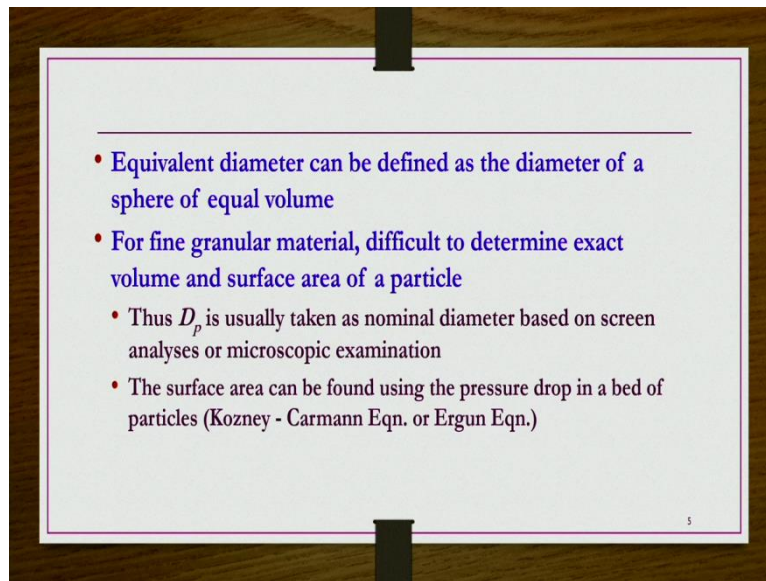 • Equivalent diameter can be defined as the diameter of a
sphere of equal volume
• For fine granular material, difficult to determine exact
volume and surface area of a particle
• Thus Dp is usually taken as nominal diameter based on screen
analyses or microscopic examination
• The surface area can be found using the pressure drop in a bed of
particles (Kozney - Carmann Eqn. or Ergun Eqn.)
5